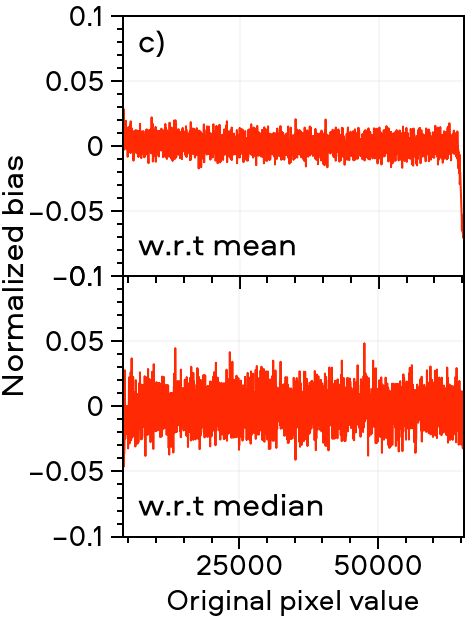 0.1
c)
0.05
0
−0.05
w.r.t mean
−0.1
Normalized bias
0.05
0
−0.05
w.r.t median
−0.1
25000 50000
Original pixel value